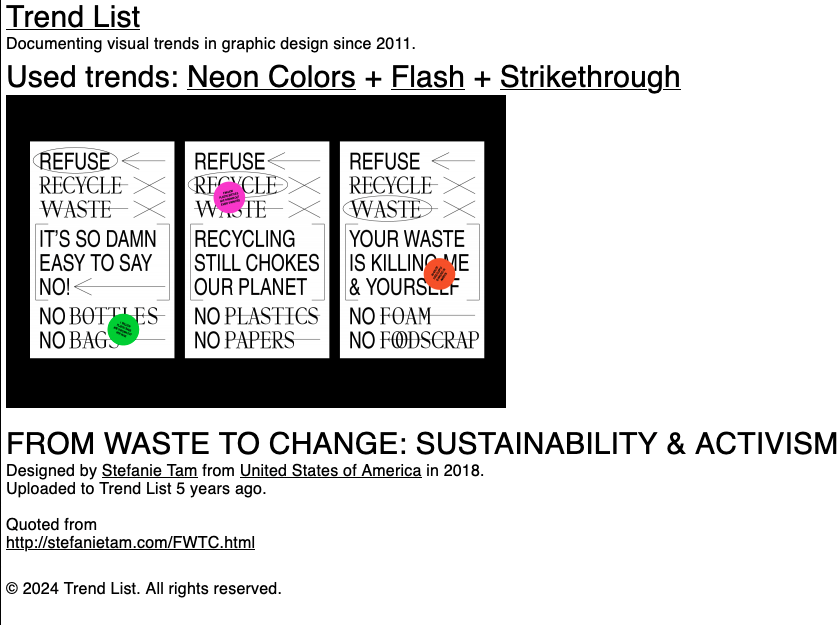 Trend List
Documenting visual trends in graphic design since 2011.
Used trends: Neon Colors + Flash + Strikethrough
REFUSE
RECYCLE
WASTE
IT'S SO DAMN
EASY TO SAY
NO!
NO BOTTLES
NO BAGS
REFUSE
RECYCLE
WASTE
RECYCLING
STILL CHOKES
OUR PLANET
NO PLASTICS
NO PAPERS
REFUSE
RECYCLE
WASTE
YOUR WASTE
IS KILLING ME
& YOURSELF
NO FOAM
NO FOODSCRAP
FROM WASTE TO CHANGE: SUSTAINABILITY & ACTIVISM
Designed by Stefanie Tam from United States of America in 2018.
Uploaded to Trend List 5 years ago.
Quoted from
http://stefanietam.com/FWTC.html
© 2024 Trend List. All rights reserved.